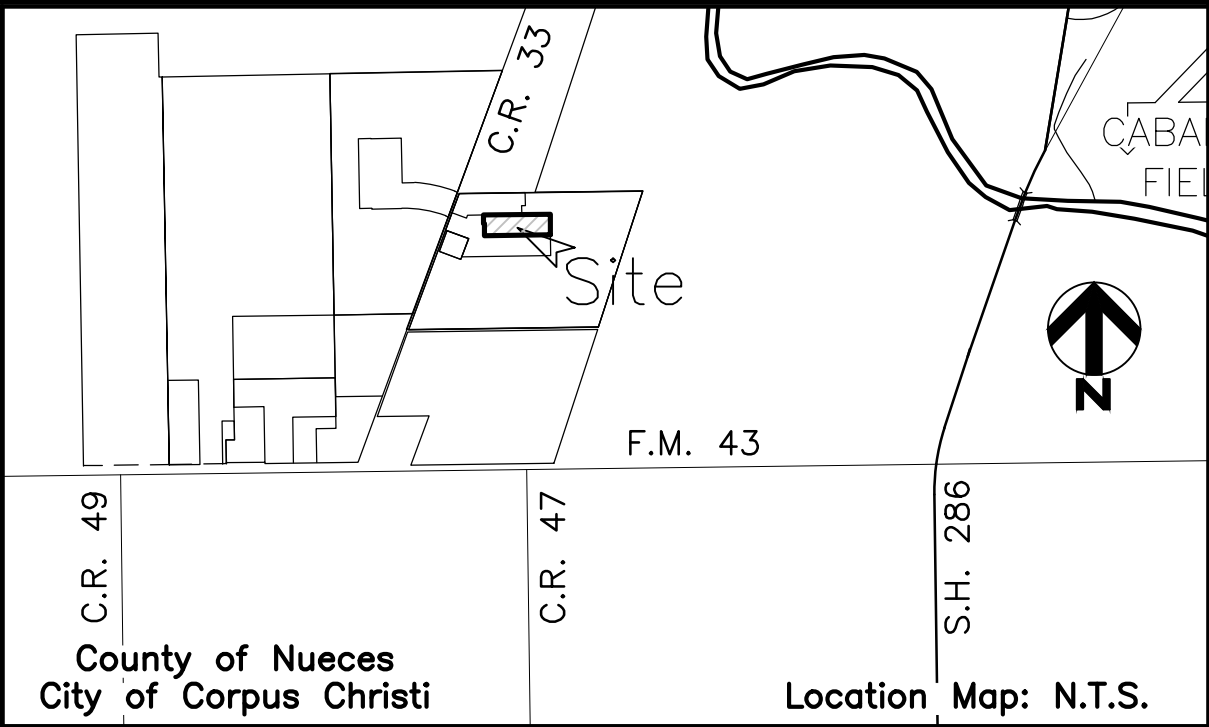 C.R. 33
CABA
FIEL
Site
N
F.M. 43
C.R. 49
C.R. 47
S.H. 286
County of Nueces
City of Corpus Christi
Location Map: N.T.S.